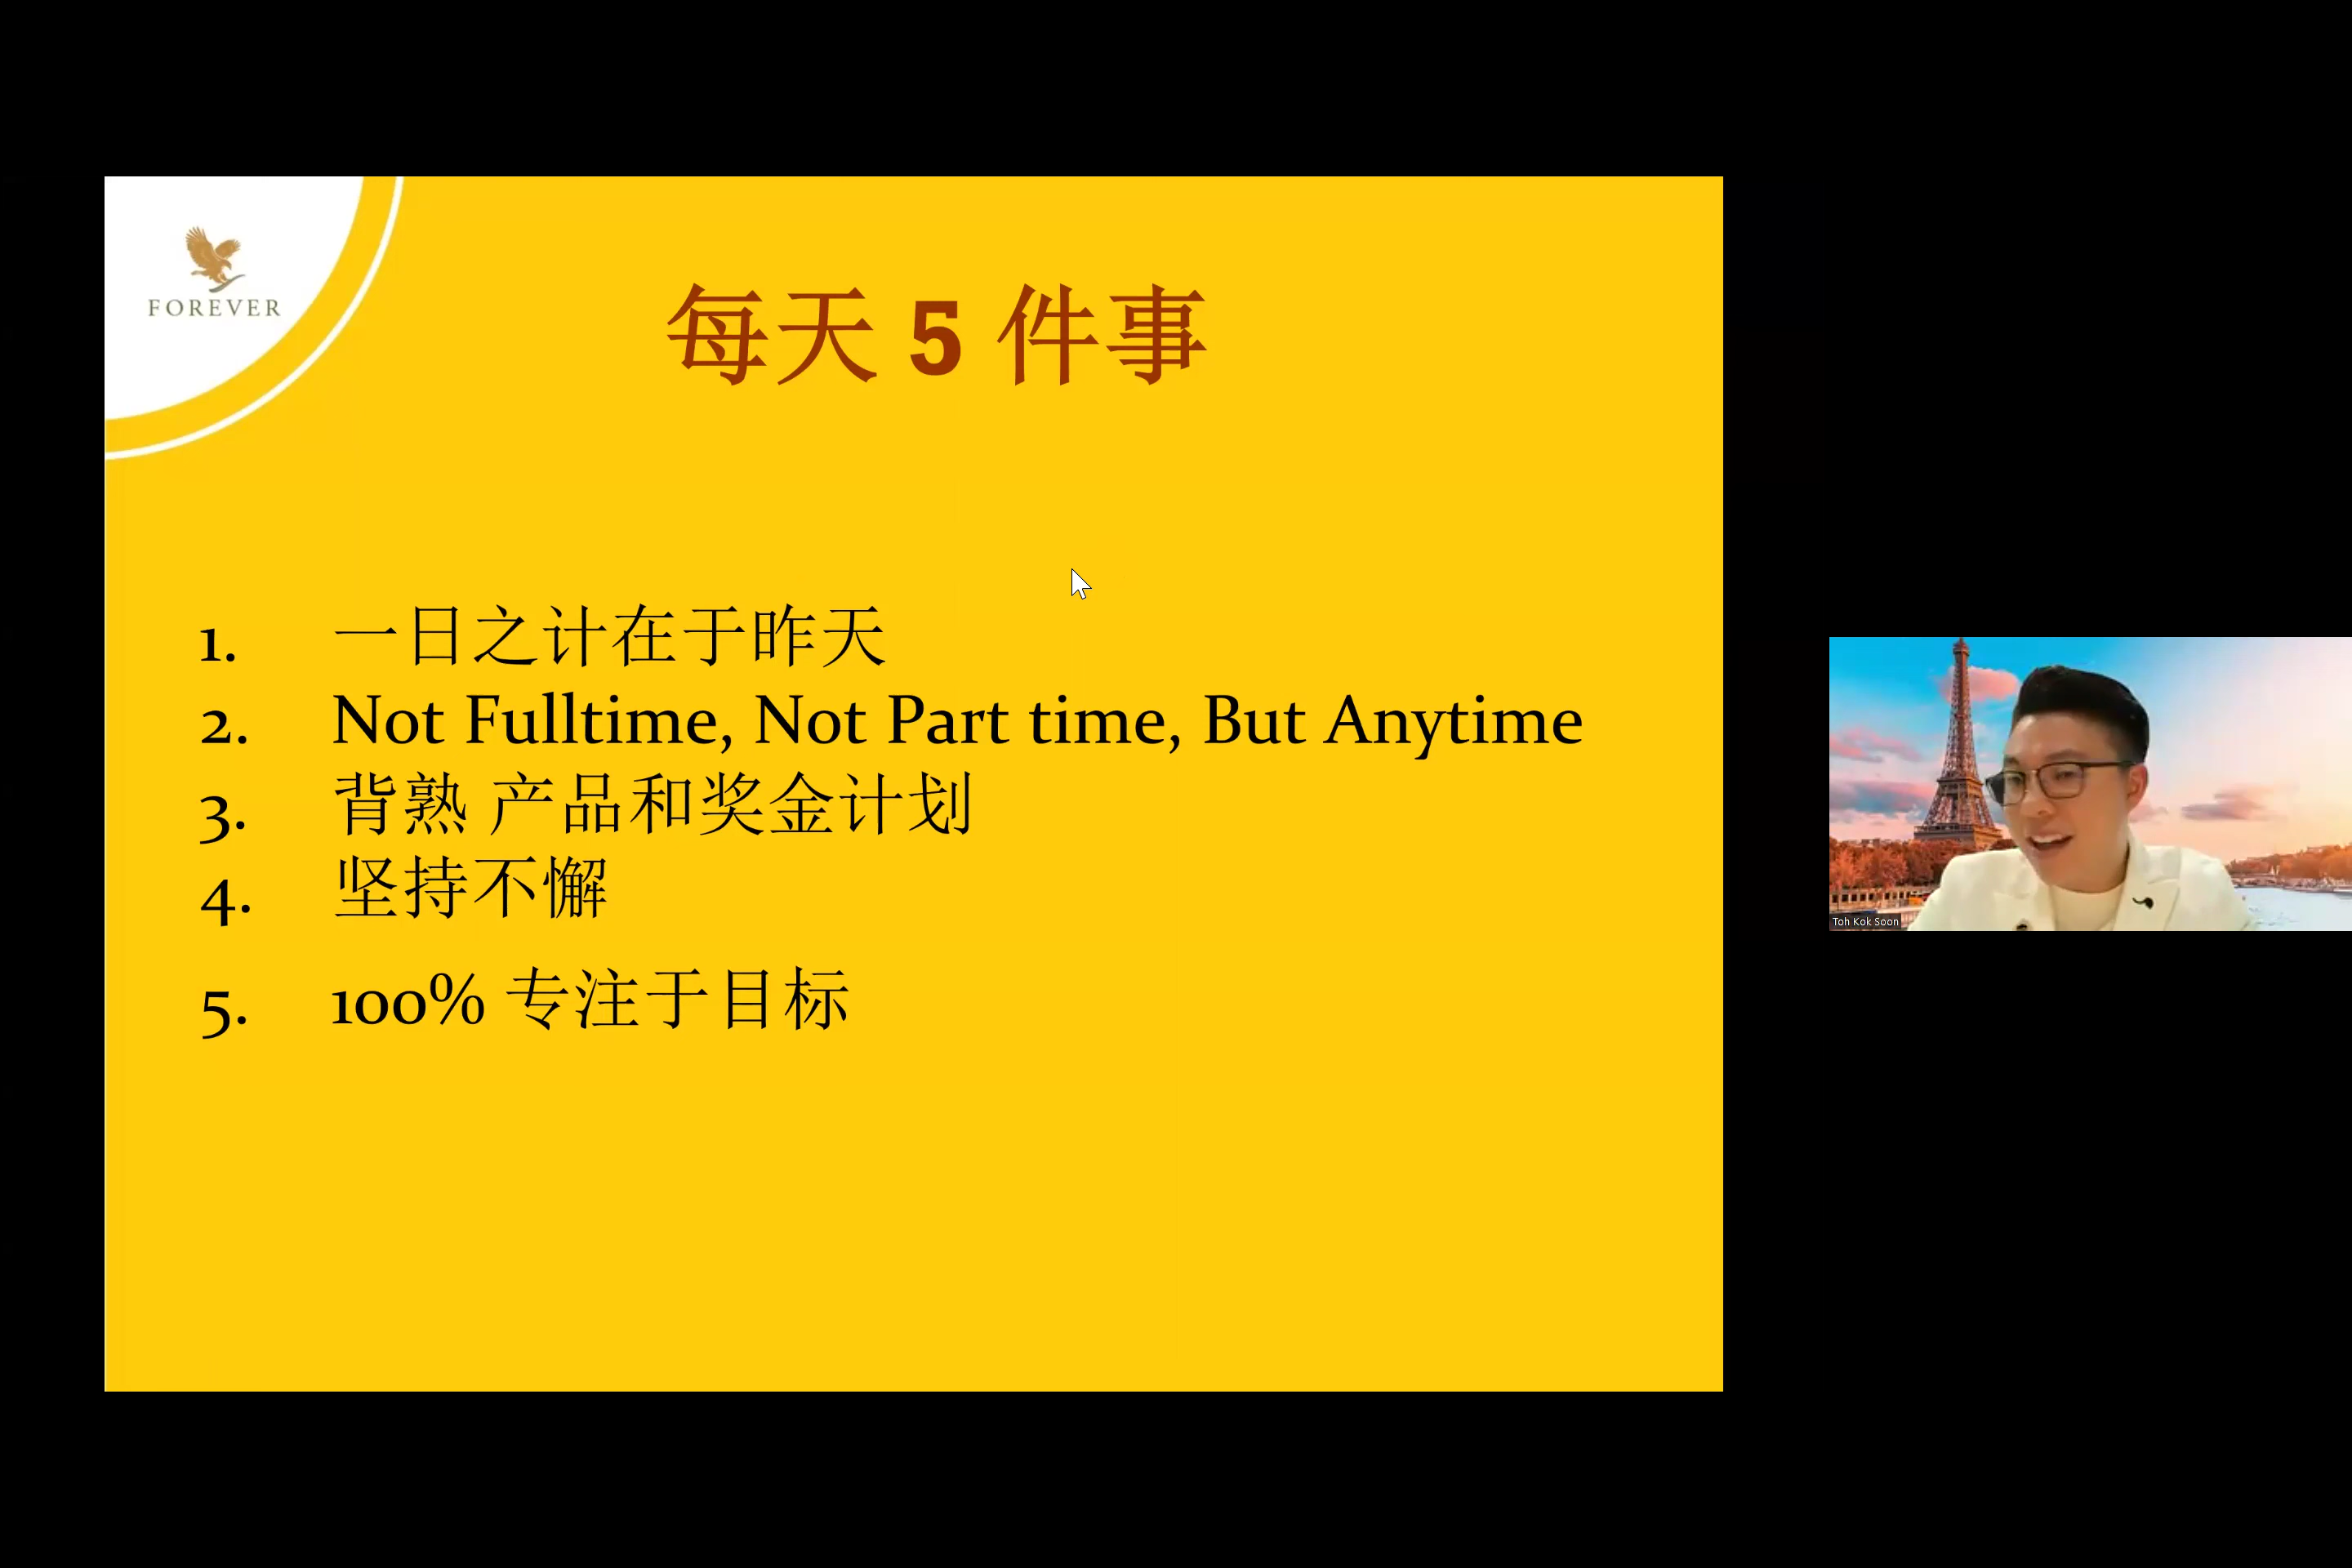 FOREVER
每天 5 件事
1. 一日之计在于昨天
2. Not Fulltime, Not Part time, But Anytime
3. 背熟 产品和奖金计划
4. 坚持不懈
5. 100% 专注于目标
Toh Kok Soon